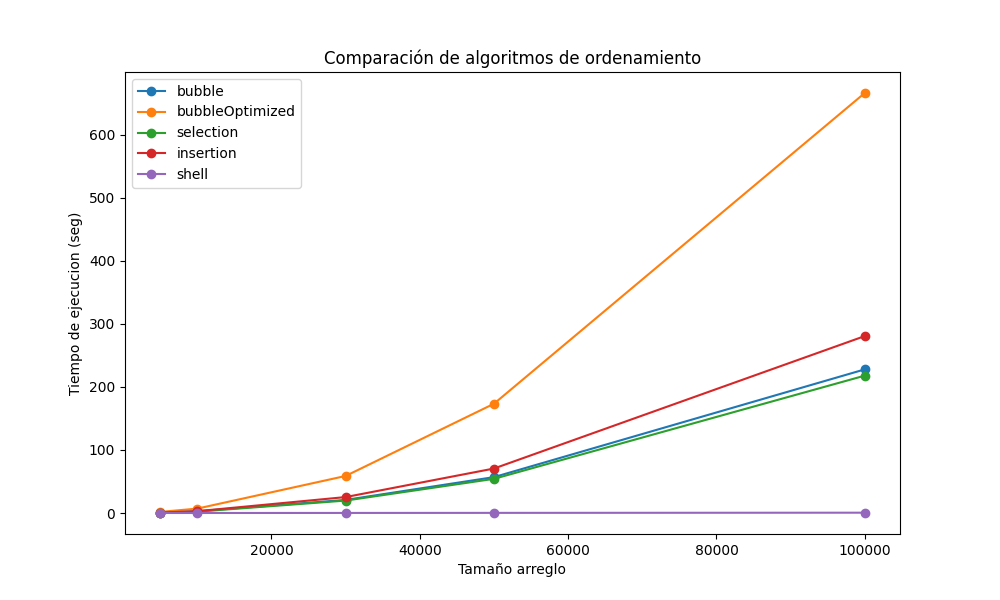 Comparación de algoritmos de ordenamiento
bubble
bubbleOptimized
selection
insertion
shell
Tiempo de ejecucion (seg)
600
500
400
300
200
100
0
20000
40000
60000
80000
100000
Tamaño arreglo